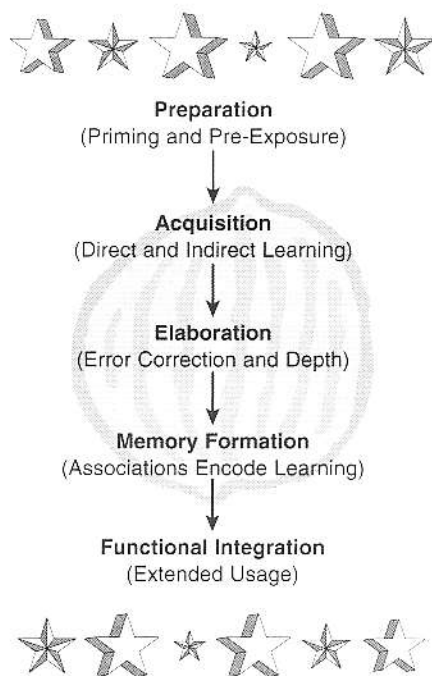 Preparation
(Priming and Pre-Exposure)
Acquisition
(Direct and Indirect Learning)
Elaboration
(Error Correction and Depth)
Memory Formation
(Associations Encode Learning)
Functional Integration
(Extended Usage)